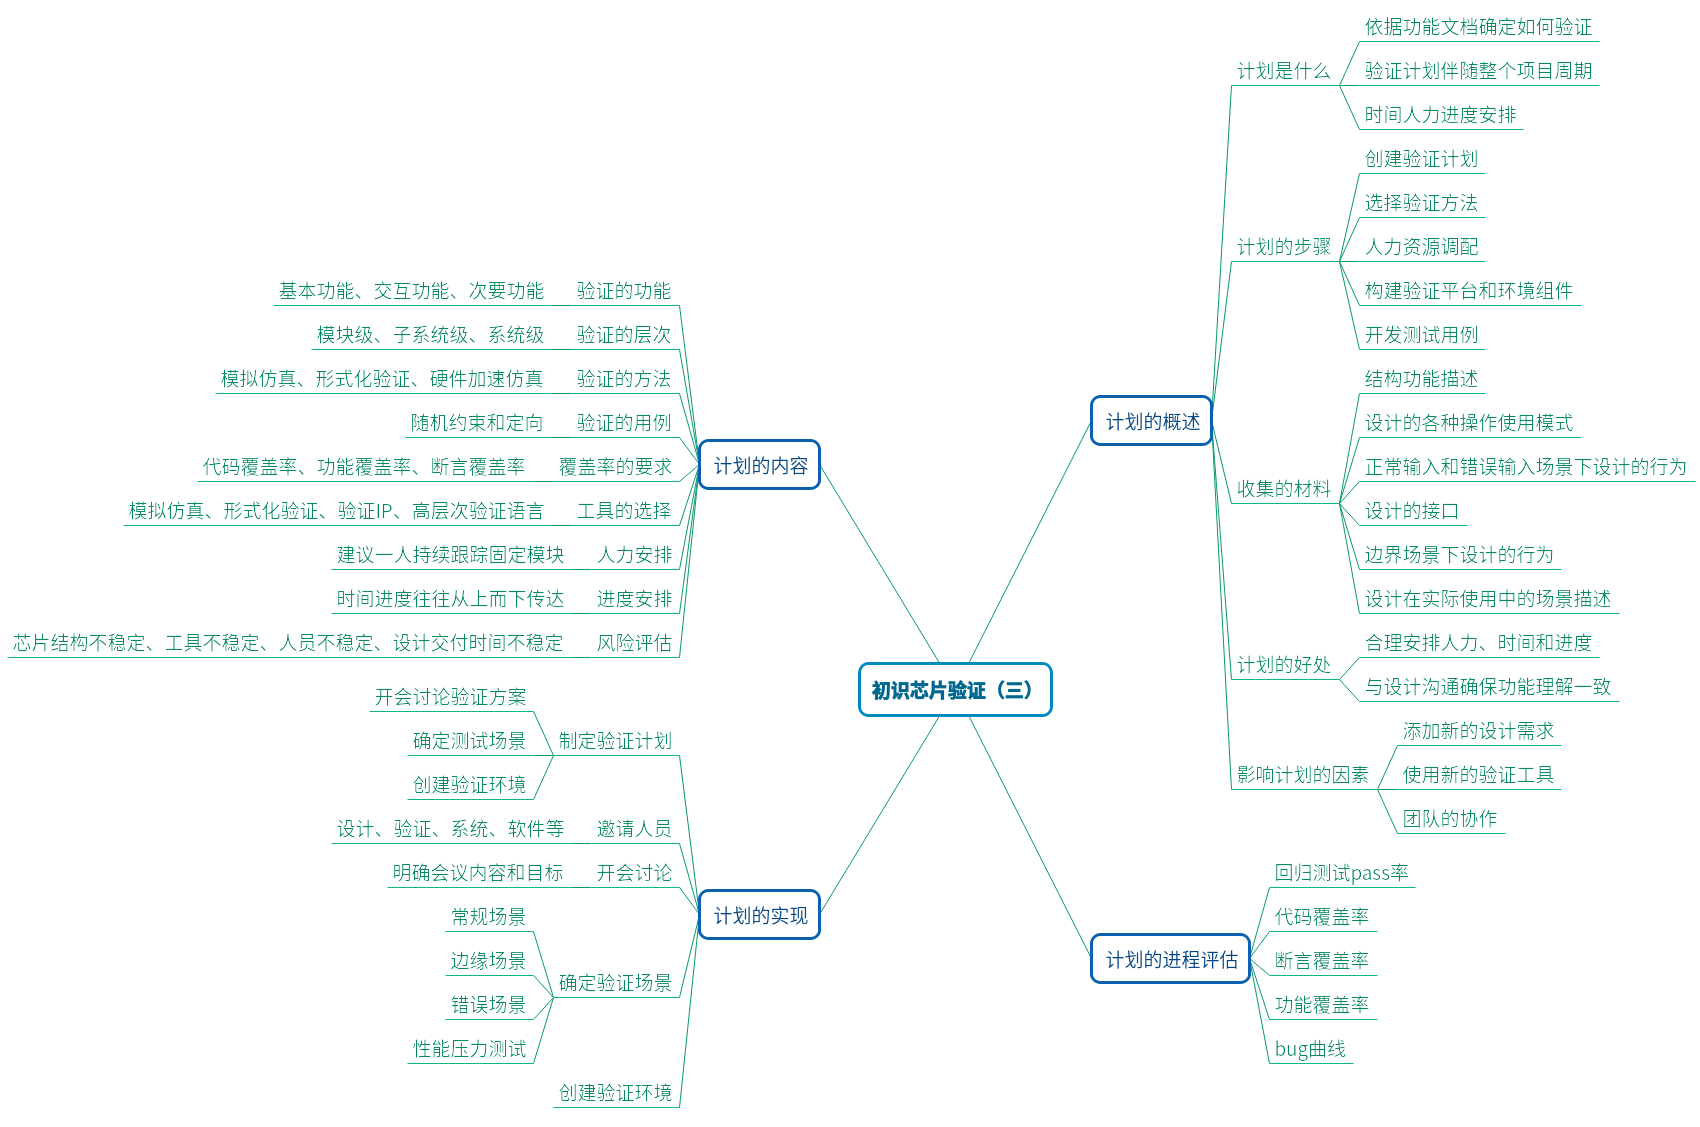 初识芯片验证（三）
计划的概述
计划是什么
依据功能文档确定如何验证
验证计划伴随整个项目周期
时间人力进度安排
计划的步骤
创建验证计划
选择验证方法
人力资源调配
构建验证平台和环境组件
开发测试用例
收集的材料
结构功能描述
设计的各种操作使用模式
正常输入和错误输入场景下设计的行为
设计的接口
边界场景下设计的行为
设计在实际使用中的场景描述
计划的好处
合理安排人力、时间和进度
与设计沟通确保功能理解一致
影响计划的因素
添加新的设计需求
使用新的验证工具
团队的协作
计划的进程评估
回归测试pass率
代码覆盖率
断言覆盖率
功能覆盖率
bug曲线
计划的内容
验证的功能
基本功能、交互功能、次要功能
验证的层次
模块级、子系统级、系统级
验证的方法
模拟仿真、形式化验证、硬件加速仿真
验证的用例
随机约束和定向
覆盖率的要求
代码覆盖率、功能覆盖率、断言覆盖率
工具的选择
模拟仿真、形式化验证、验证IP、高层次验证语言
人力安排
建议一人持续跟踪固定模块
进度安排
时间进度往往从上而下传达
风险评估
芯片结构不稳定、工具不稳定、人员不稳定、设计交付时间不稳定
计划的实现
制定验证计划
开会讨论验证方案
确定测试场景
创建验证环境
邀请人员
设计、验证、系统、软件等
开会讨论
明确会议内容和目标
确定验证场景
常规场景
边缘场景
错误场景
性能压力测试
创建验证环境